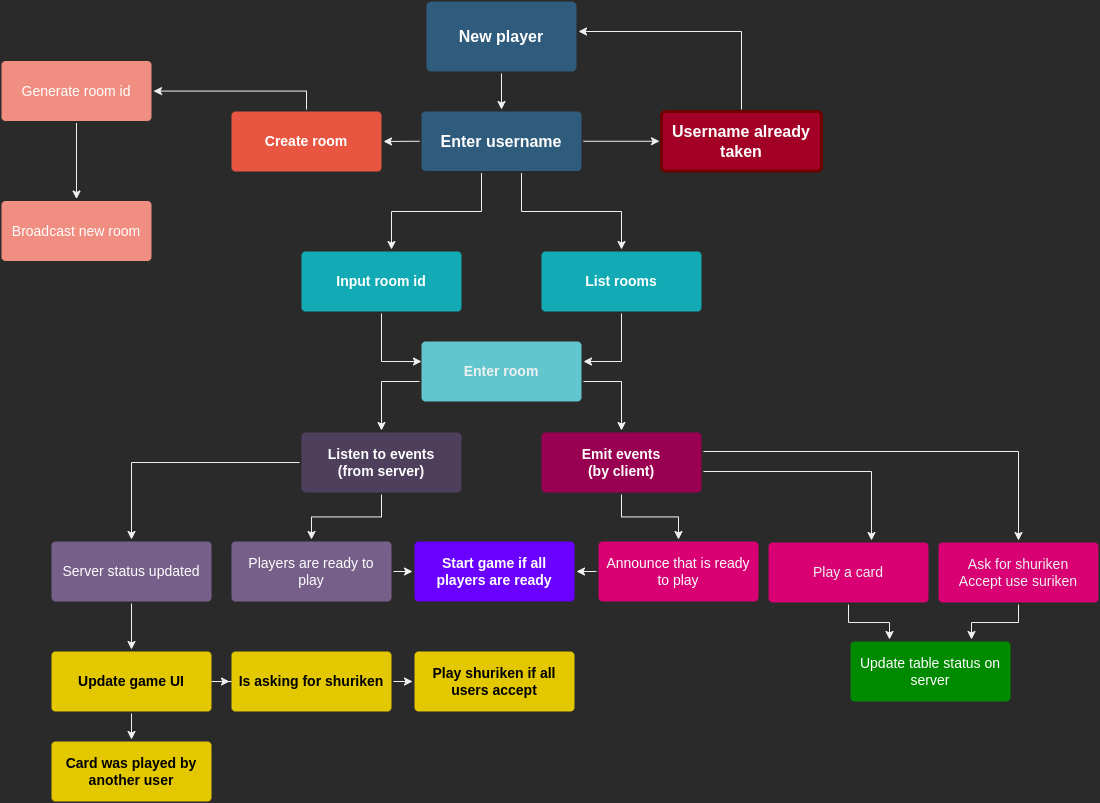 New player
Generate room id
Create room
Enter username
Username already
taken
Broadcast new room
Input room id
List rooms
Enter room
Listen to events
(from server)
Emit events
(by client)
Server status updated
Players are ready to
play
Start game if all
players are ready
Announce that is ready
to play
Play a card
Ask for shuriken
Accept use suriken
Update game UI
Is asking for shuriken
Play shuriken if all
users accept
Update table status on
server
Card was played by
another user